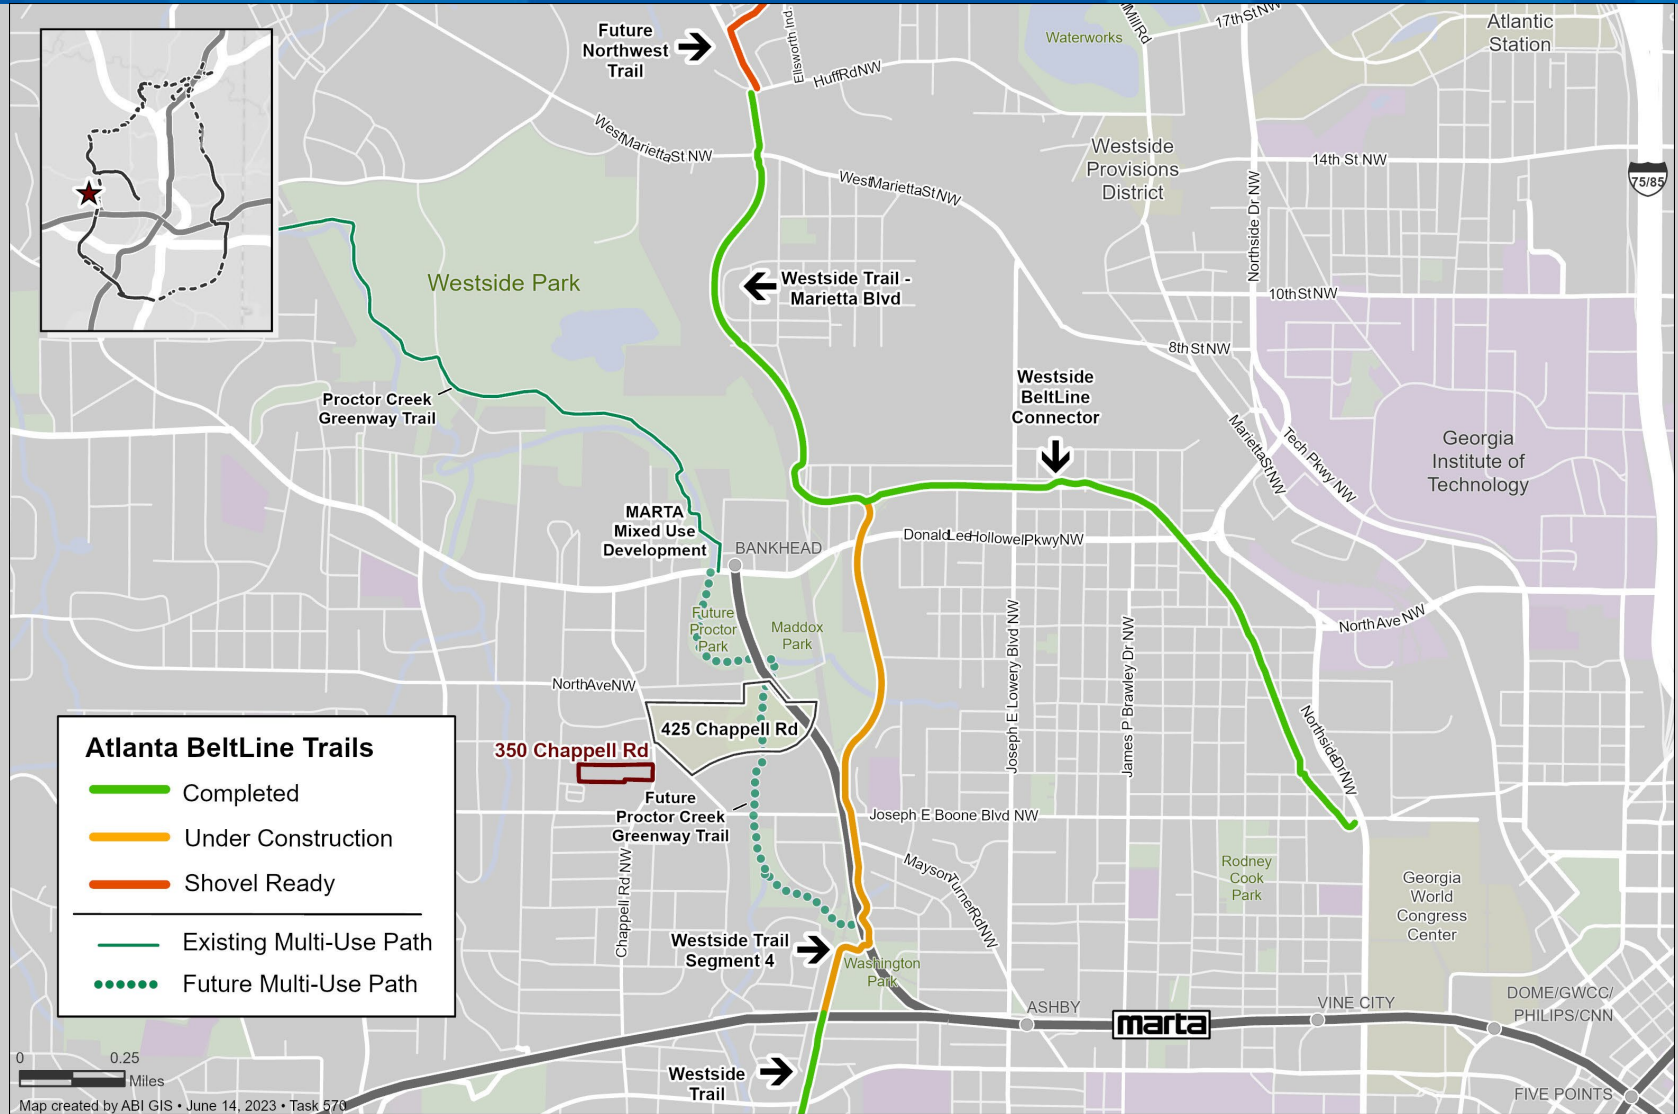 Future
Northwest
Trail
Ellsworth Ind.
Huff Rd NW
Waterworks
Mill Rd
17th St NW
Atlantic
Station
West Marietta St NW
West Marietta St NW
Westside
Provisions
District
14th St NW
75/85
Northside Dr NW
Westside Park
Westside Trail -
Marietta Blvd
10th St NW
8th St NW
Proctor Creek
Greenway Trail
Westside
BeltLine
Connector
Marietta St NW
Tech Pkwy NW
Georgia
Institute of
Technology
MARTA
Mixed Use
Development
BANKHEAD
Donald Lee Hollowel Pkwy NW
Future
Proctor
Park
Maddox
Park
North Ave NW
Joseph E Lowery Blvd NW
James P Brawley Dr NW
North Ave NW
425 Chappell Rd
350 Chappell Rd
Northside Dr NW
Future
Proctor Creek
Greenway Trail
Joseph E Boone Blvd NW
Chappell Rd NW
Mayson Turner Rd NW
Rodney
Cook
Park
Georgia
World
Congress
Center
Westside Trail
Segment 4
Washington
Park
ASHBY
marta
VINE CITY
DOME/GWCC/
PHILIPS/CNN
Westside
Trail
FIVE POINTS
Atlanta BeltLine Trails
Completed
Under Construction
Shovel Ready
Existing Multi-Use Path
Future Multi-Use Path
0 0.25
Miles
Map created by ABI GIS • June 14, 2023 • Task 570